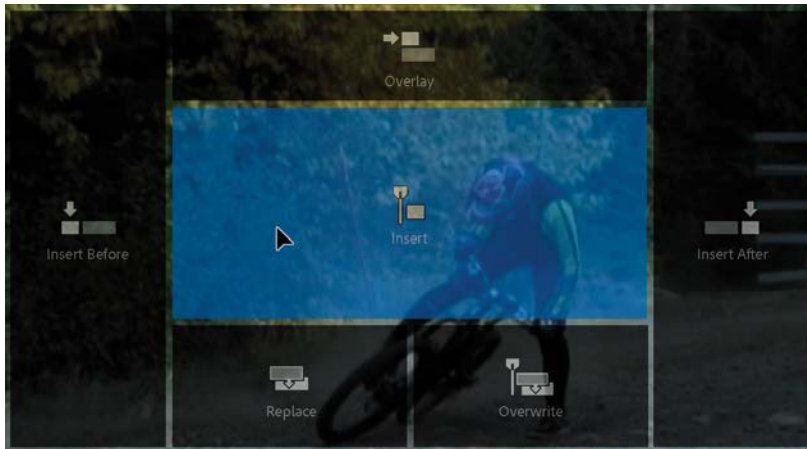 Overlay
Insert Before
Insert
Insert After
Replace
Overwrite